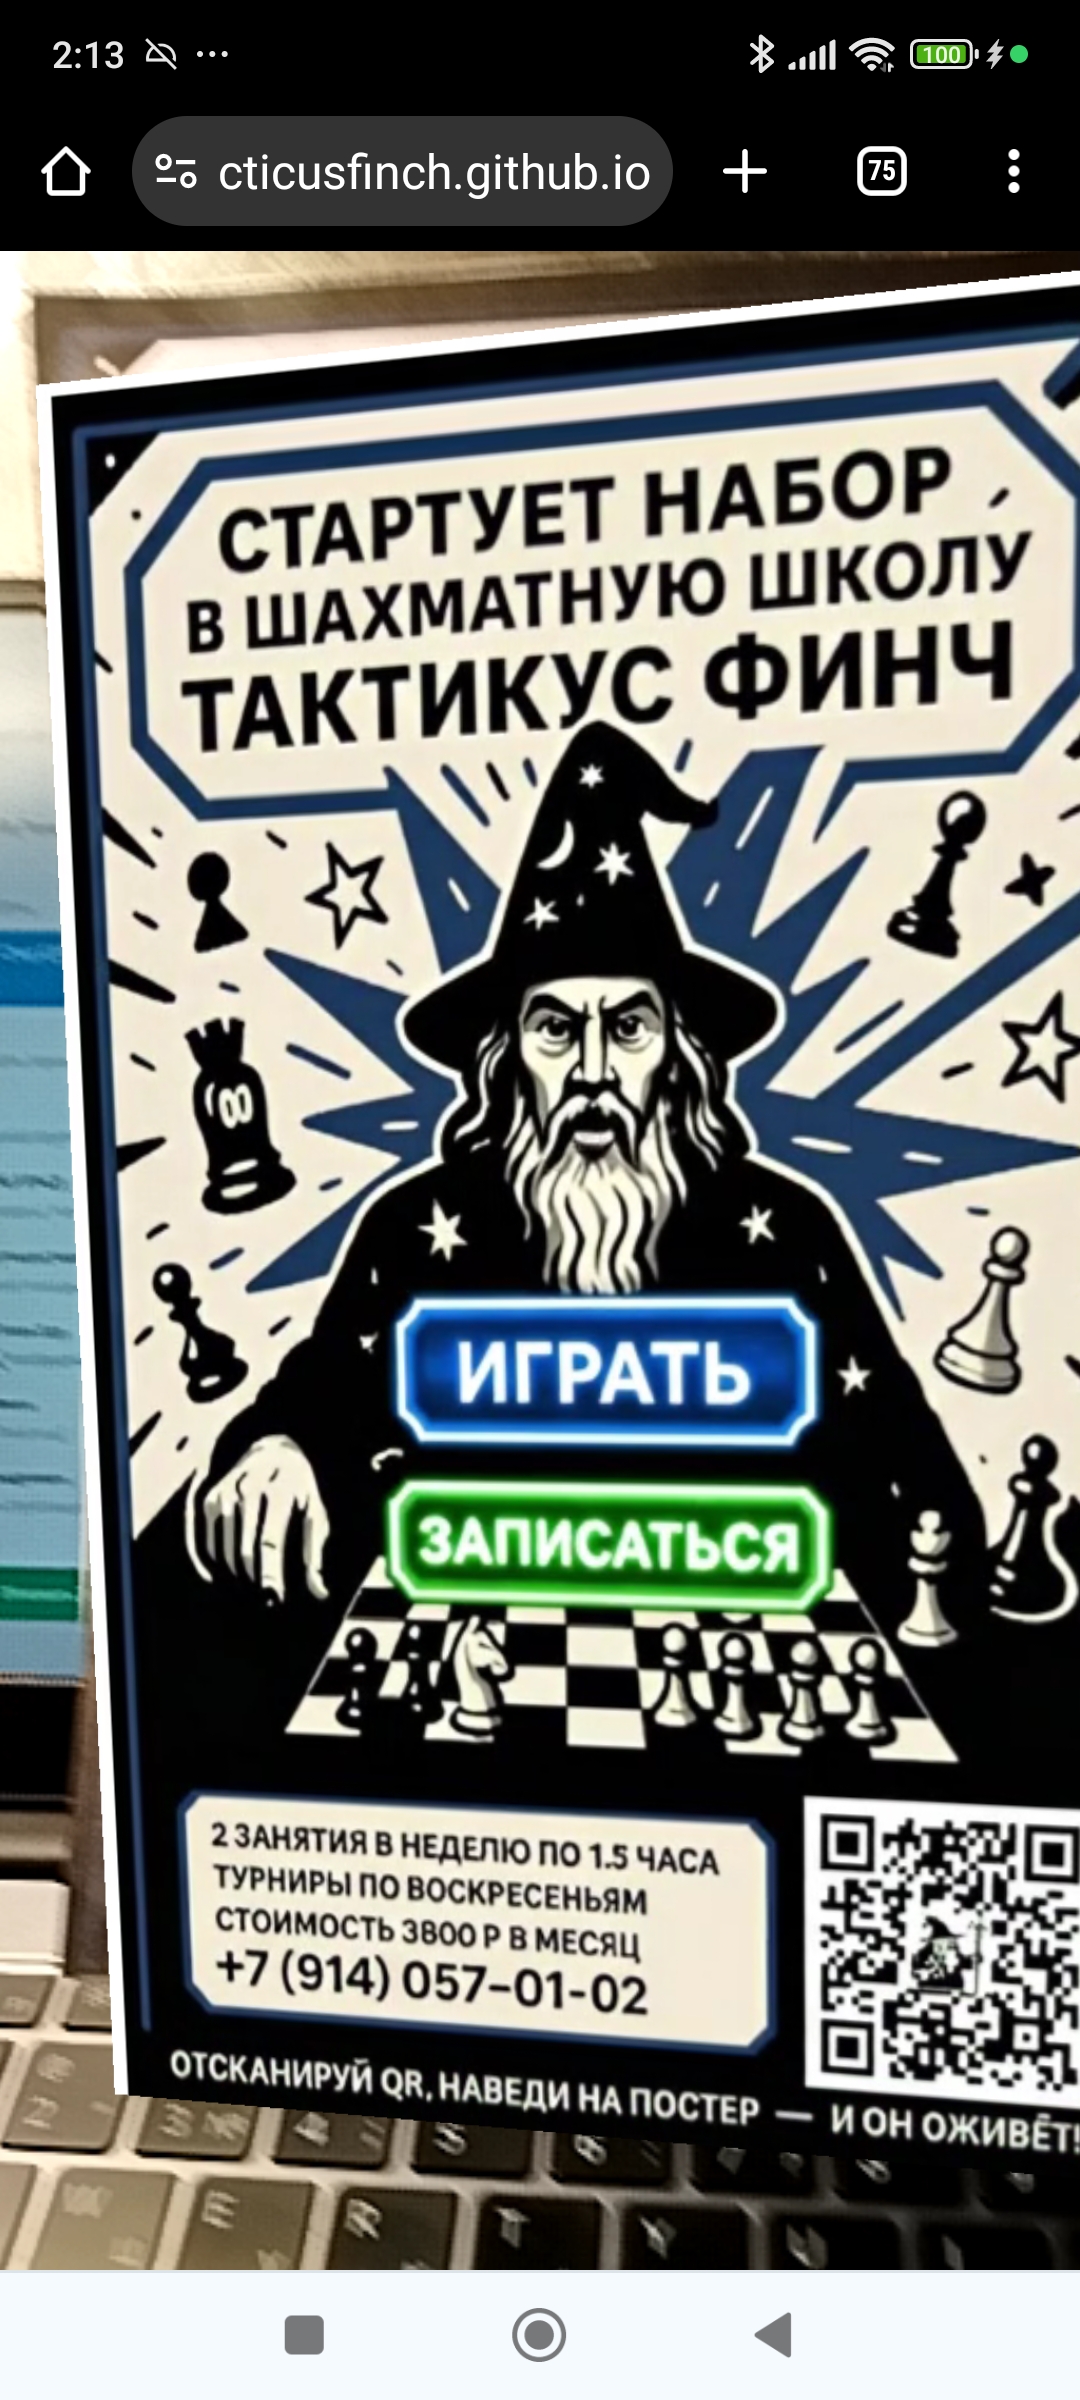 2:13
100
cticusfinch.github.io
75
СТАРТУЕТ НАБОР
В ШАХМАТНУЮ ШКОЛУ
ТАКТИКУС ФИНЧ
ИГРАТЬ
ЗАПИСАТЬСЯ
2 ЗАНЯТИЯ В НЕДЕЛЮ ПО 1.5 ЧАСА
ТУРНИРЫ ПО ВОСКРЕСЕНЬЯМ
СТОИМОСТЬ 3800 Р В МЕСЯЦ
+7 (914) 057-01-02
ОТСКАНИРУЙ QR, НАВЕДИ НА ПОСТЕР — И ОН ОЖИВЁТ!